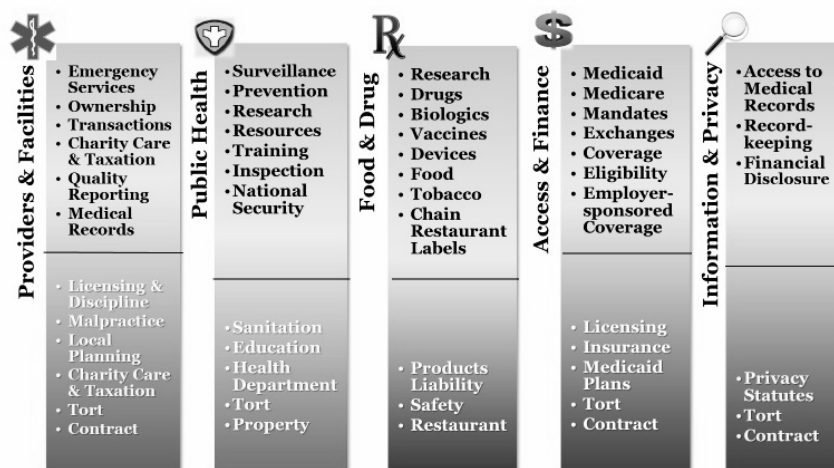 Providers & Facilities
• Emergency
Services
• Ownership
• Transactions
• Charity Care
& Taxation
• Quality
Reporting
• Medical
Records
• Licensing &
Discipline
• Malpractice
• Local
Planning
• Charity Care
& Taxation
• Tort
• Contract
Public Health
• Surveillance
• Prevention
• Research
• Resources
• Training
• Inspection
• National
Security
• Sanitation
• Education
• Health
Department
• Tort
• Property
Rx
Food & Drug
• Research
• Drugs
• Biologics
• Vaccines
• Devices
• Food
• Tobacco
• Chain
Restaurant
Labels
• Products
Liability
• Safety
• Restaurant
$
Access & Finance
• Medicaid
• Medicare
• Mandates
• Exchanges
• Coverage
• Eligibility
• Employer-
sponsored
Coverage
• Licensing
• Insurance
• Medicaid
Plans
• Tort
• Contract
Information & Privacy
• Access to
Medical
Records
• Record-
keeping
• Financial
Disclosure
• Privacy
Statutes
• Tort
• Contract